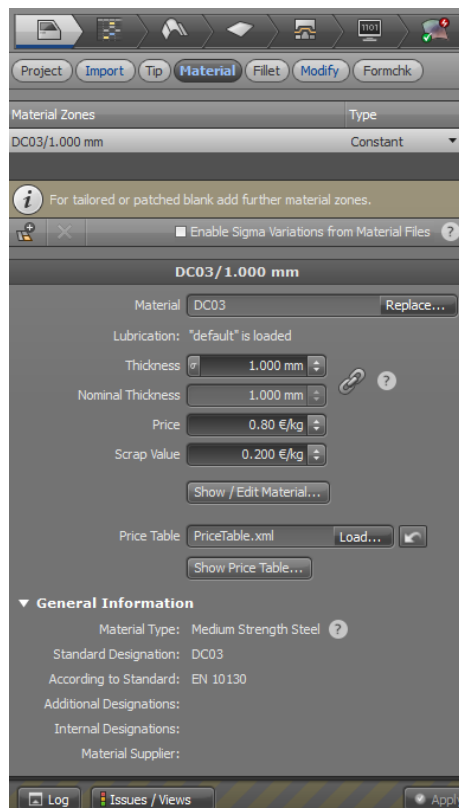 1101
Project Import Tip Material Fillet Modify Formchk
Material Zones Type
DC03/1.000 mm Constant
i For tailored or patched blank add further material zones.
Enable Sigma Variations from Material Files ?
DC03/1.000 mm
Material DC03 Replace...
Lubrication: "default" is loaded
Thickness σ 1.000 mm
?
Nominal Thickness 1.000 mm
Price 0.80 €/kg
Scrap Value 0.200 €/kg
Show / Edit Material...
Price Table PriceTable.xml Load...
Show Price Table...
General Information
Material Type: Medium Strength Steel ?
Standard Designation: DC03
According to Standard: EN 10130
Additional Designations:
Internal Designations:
Material Supplier:
Log Issues / Views Appl